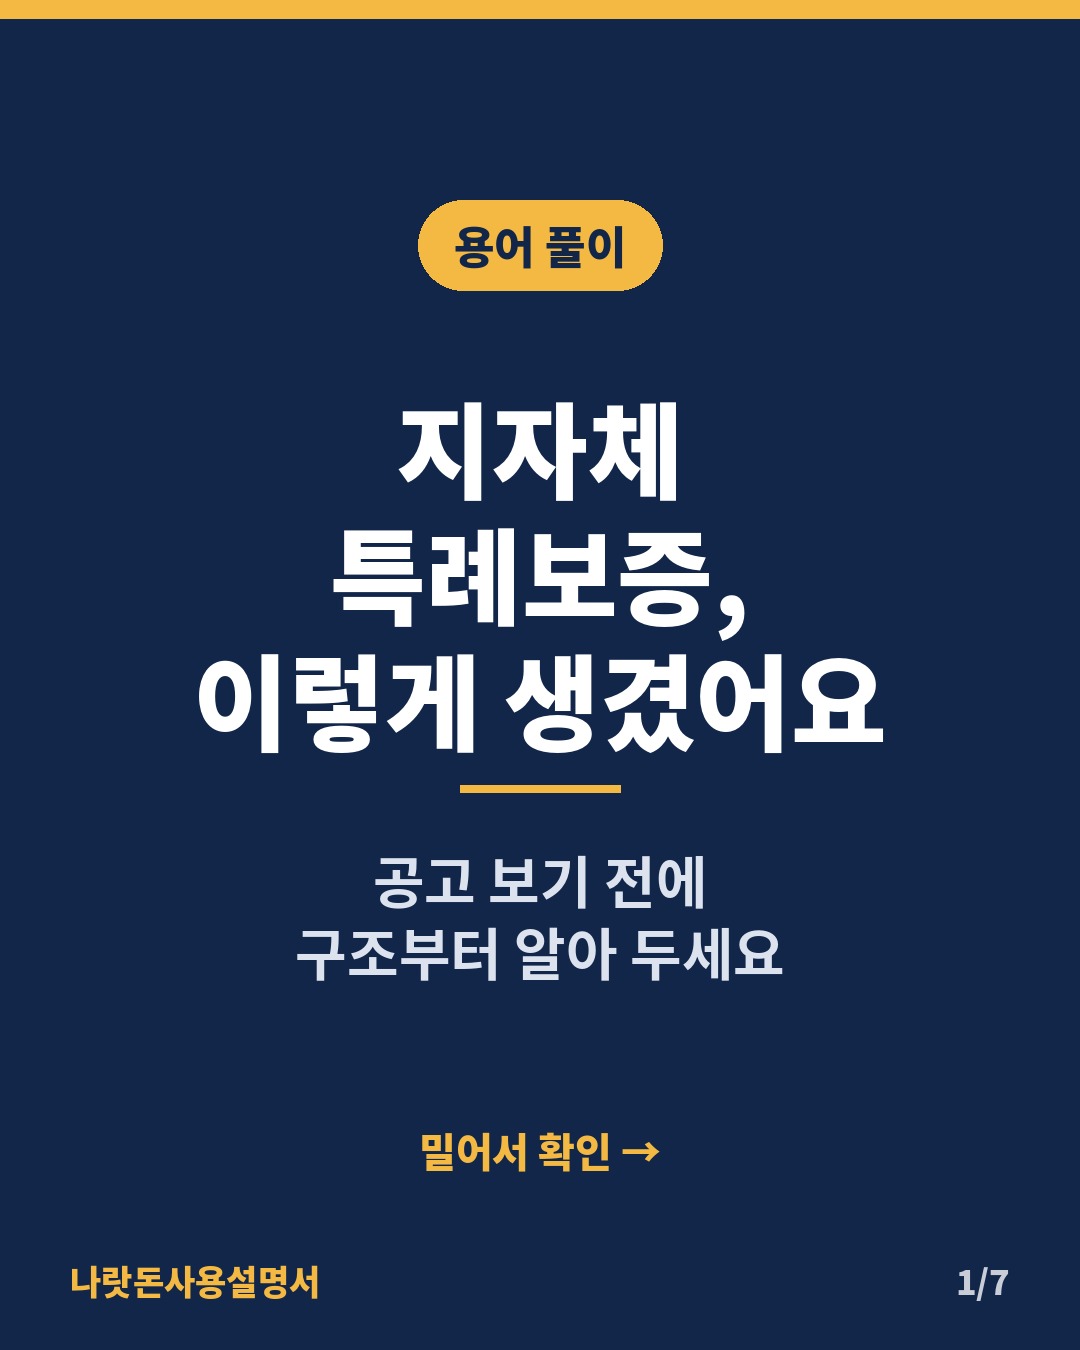 용어 풀이
지자체
특례보증,
이렇게 생겼어요
공고 보기 전에
구조부터 알아 두세요
밀어서 확인 →
나랏돈사용설명서
1/7